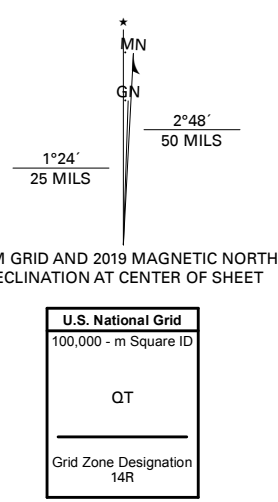 ★
MN
GN
2°48´
50 MILS
1°24´
25 MILS
M GRID AND 2019 MAGNETIC NORTH
ECLINATION AT CENTER OF SHEET
U.S. National Grid
100,000 - m Square ID
QT
Grid Zone Designation
14R